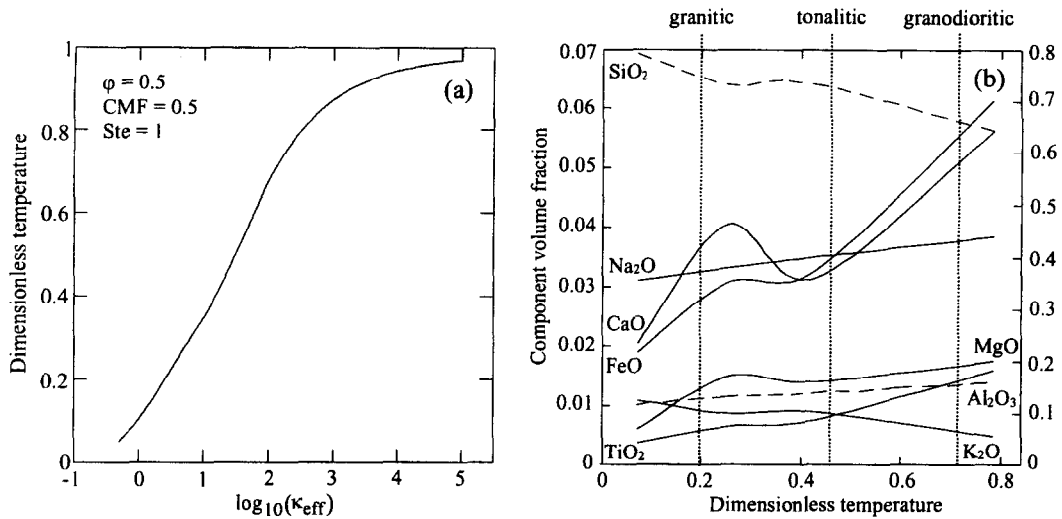 (a)
φ = 0.5
CMF = 0.5
Ste = 1
Dimensionless temperature
1
0.8
0.6
0.4
0.2
0
-1
0
1
2
3
4
5
log10(κeff)
granitic
tonalitic
granodioritic
(b)
Component volume fraction
0.07
0.06
0.05
0.04
0.03
0.02
0.01
0
0.8
0.7
0.6
0.5
0.4
0.3
0.2
0.1
0
SiO2
Na2O
CaO
FeO
TiO2
MgO
Al2O3
K2O
0
0.2
0.4
0.6
0.8
Dimensionless temperature